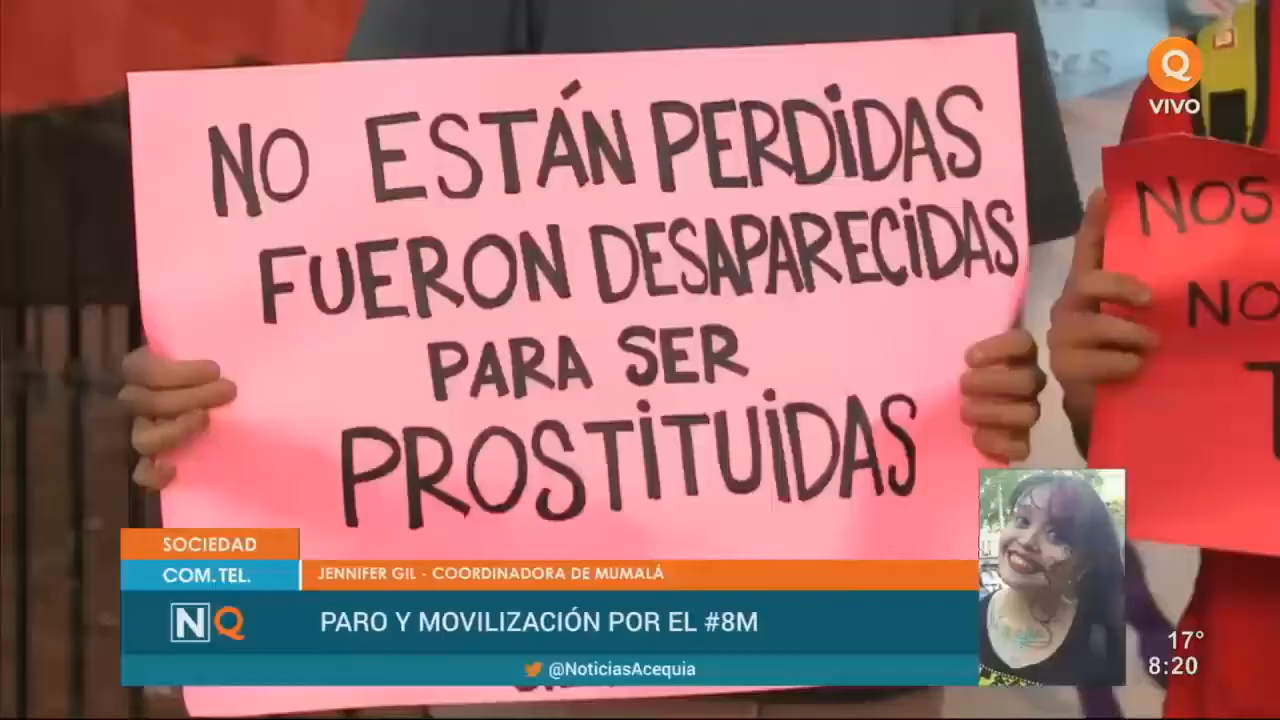 NO ESTÁN PERDIDAS
FUERON DESAPARECIDAS
PARA SER
PROSTITUIDAS
NOS
NO
Q
VIVO
SOCIEDAD
COM. TEL.
JENNIFER GIL - COORDINADORA DE MUMALÁ
NQ
PARO Y MOVILIZACIÓN POR EL #8M
@NoticiasAcequia
17°
8:20